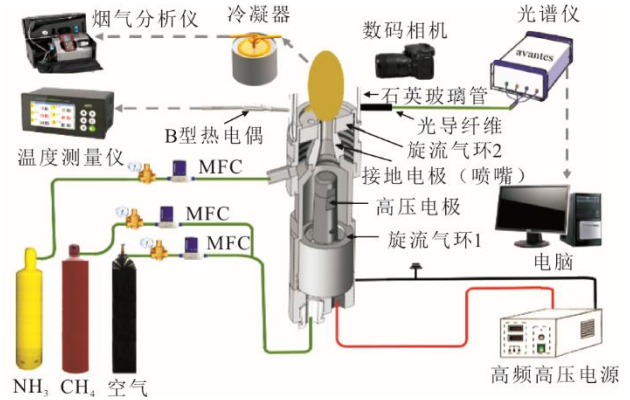 烟气分析仪
冷凝器
数码相机
光谱仪
avantes
石英玻璃管
B型热电偶
光导纤维
温度测量仪
旋流气环2
接地电极（喷嘴）
MFC
高压电极
MFC
旋流气环1
MFC
电脑
NH₃
CH₄
空气
高频高压电源